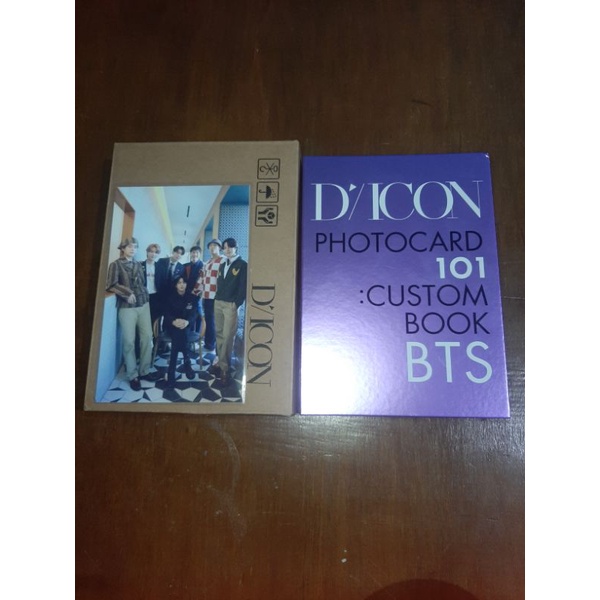 D'/ICON
D'/ICON
PHOTOCARD
101
:CUSTOM
BOOK
BTS